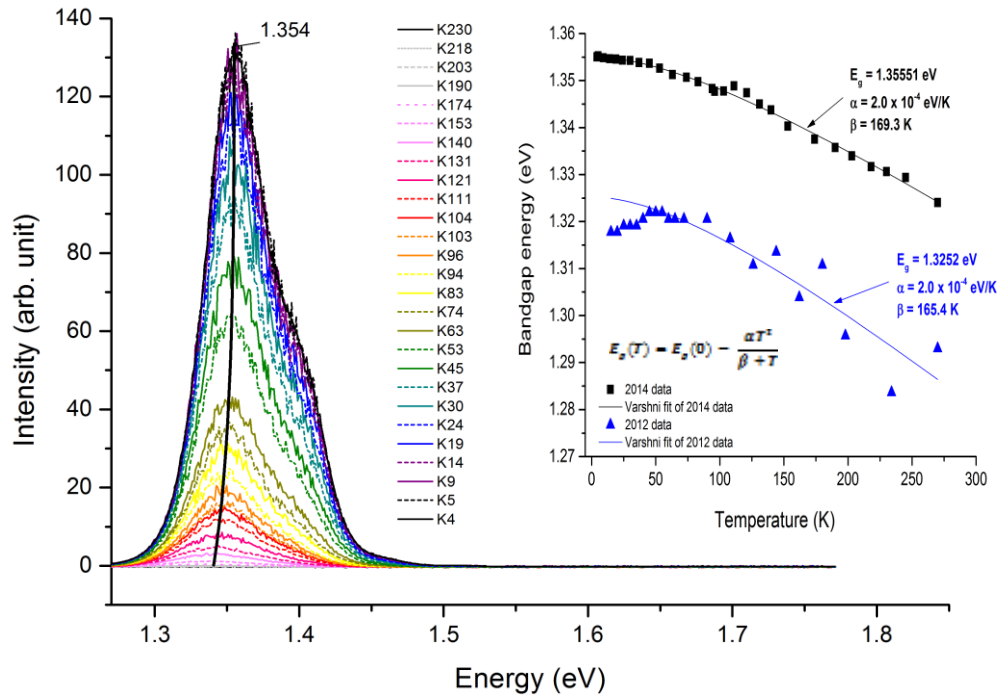 140
120
100
80
60
40
20
0
Intensity (arb. unit)
1.3
1.4
1.5
1.6
1.7
1.8
Energy (eV)
1.354
K230
K218
K203
K190
K174
K153
K140
K131
K121
K111
K104
K103
K96
K94
K83
K74
K63
K53
K45
K37
K30
K24
K19
K14
K9
K5
K4
1.36
1.35
1.34
1.33
1.32
1.31
1.30
1.29
1.28
1.27
Bandgap energy (eV)
0
50
100
150
200
250
300
Temperature (K)
E_g = 1.35551 eV
α = 2.0 x 10⁻⁴ eV/K
β = 169.3 K
E_g = 1.3252 eV
α = 2.0 x 10⁻⁴ eV/K
β = 165.4 K
E_g(T) = E_g(0) − αT²/(β + T)
2014 data
Varshni fit of 2014 data
2012 data
Varshni fit of 2012 data